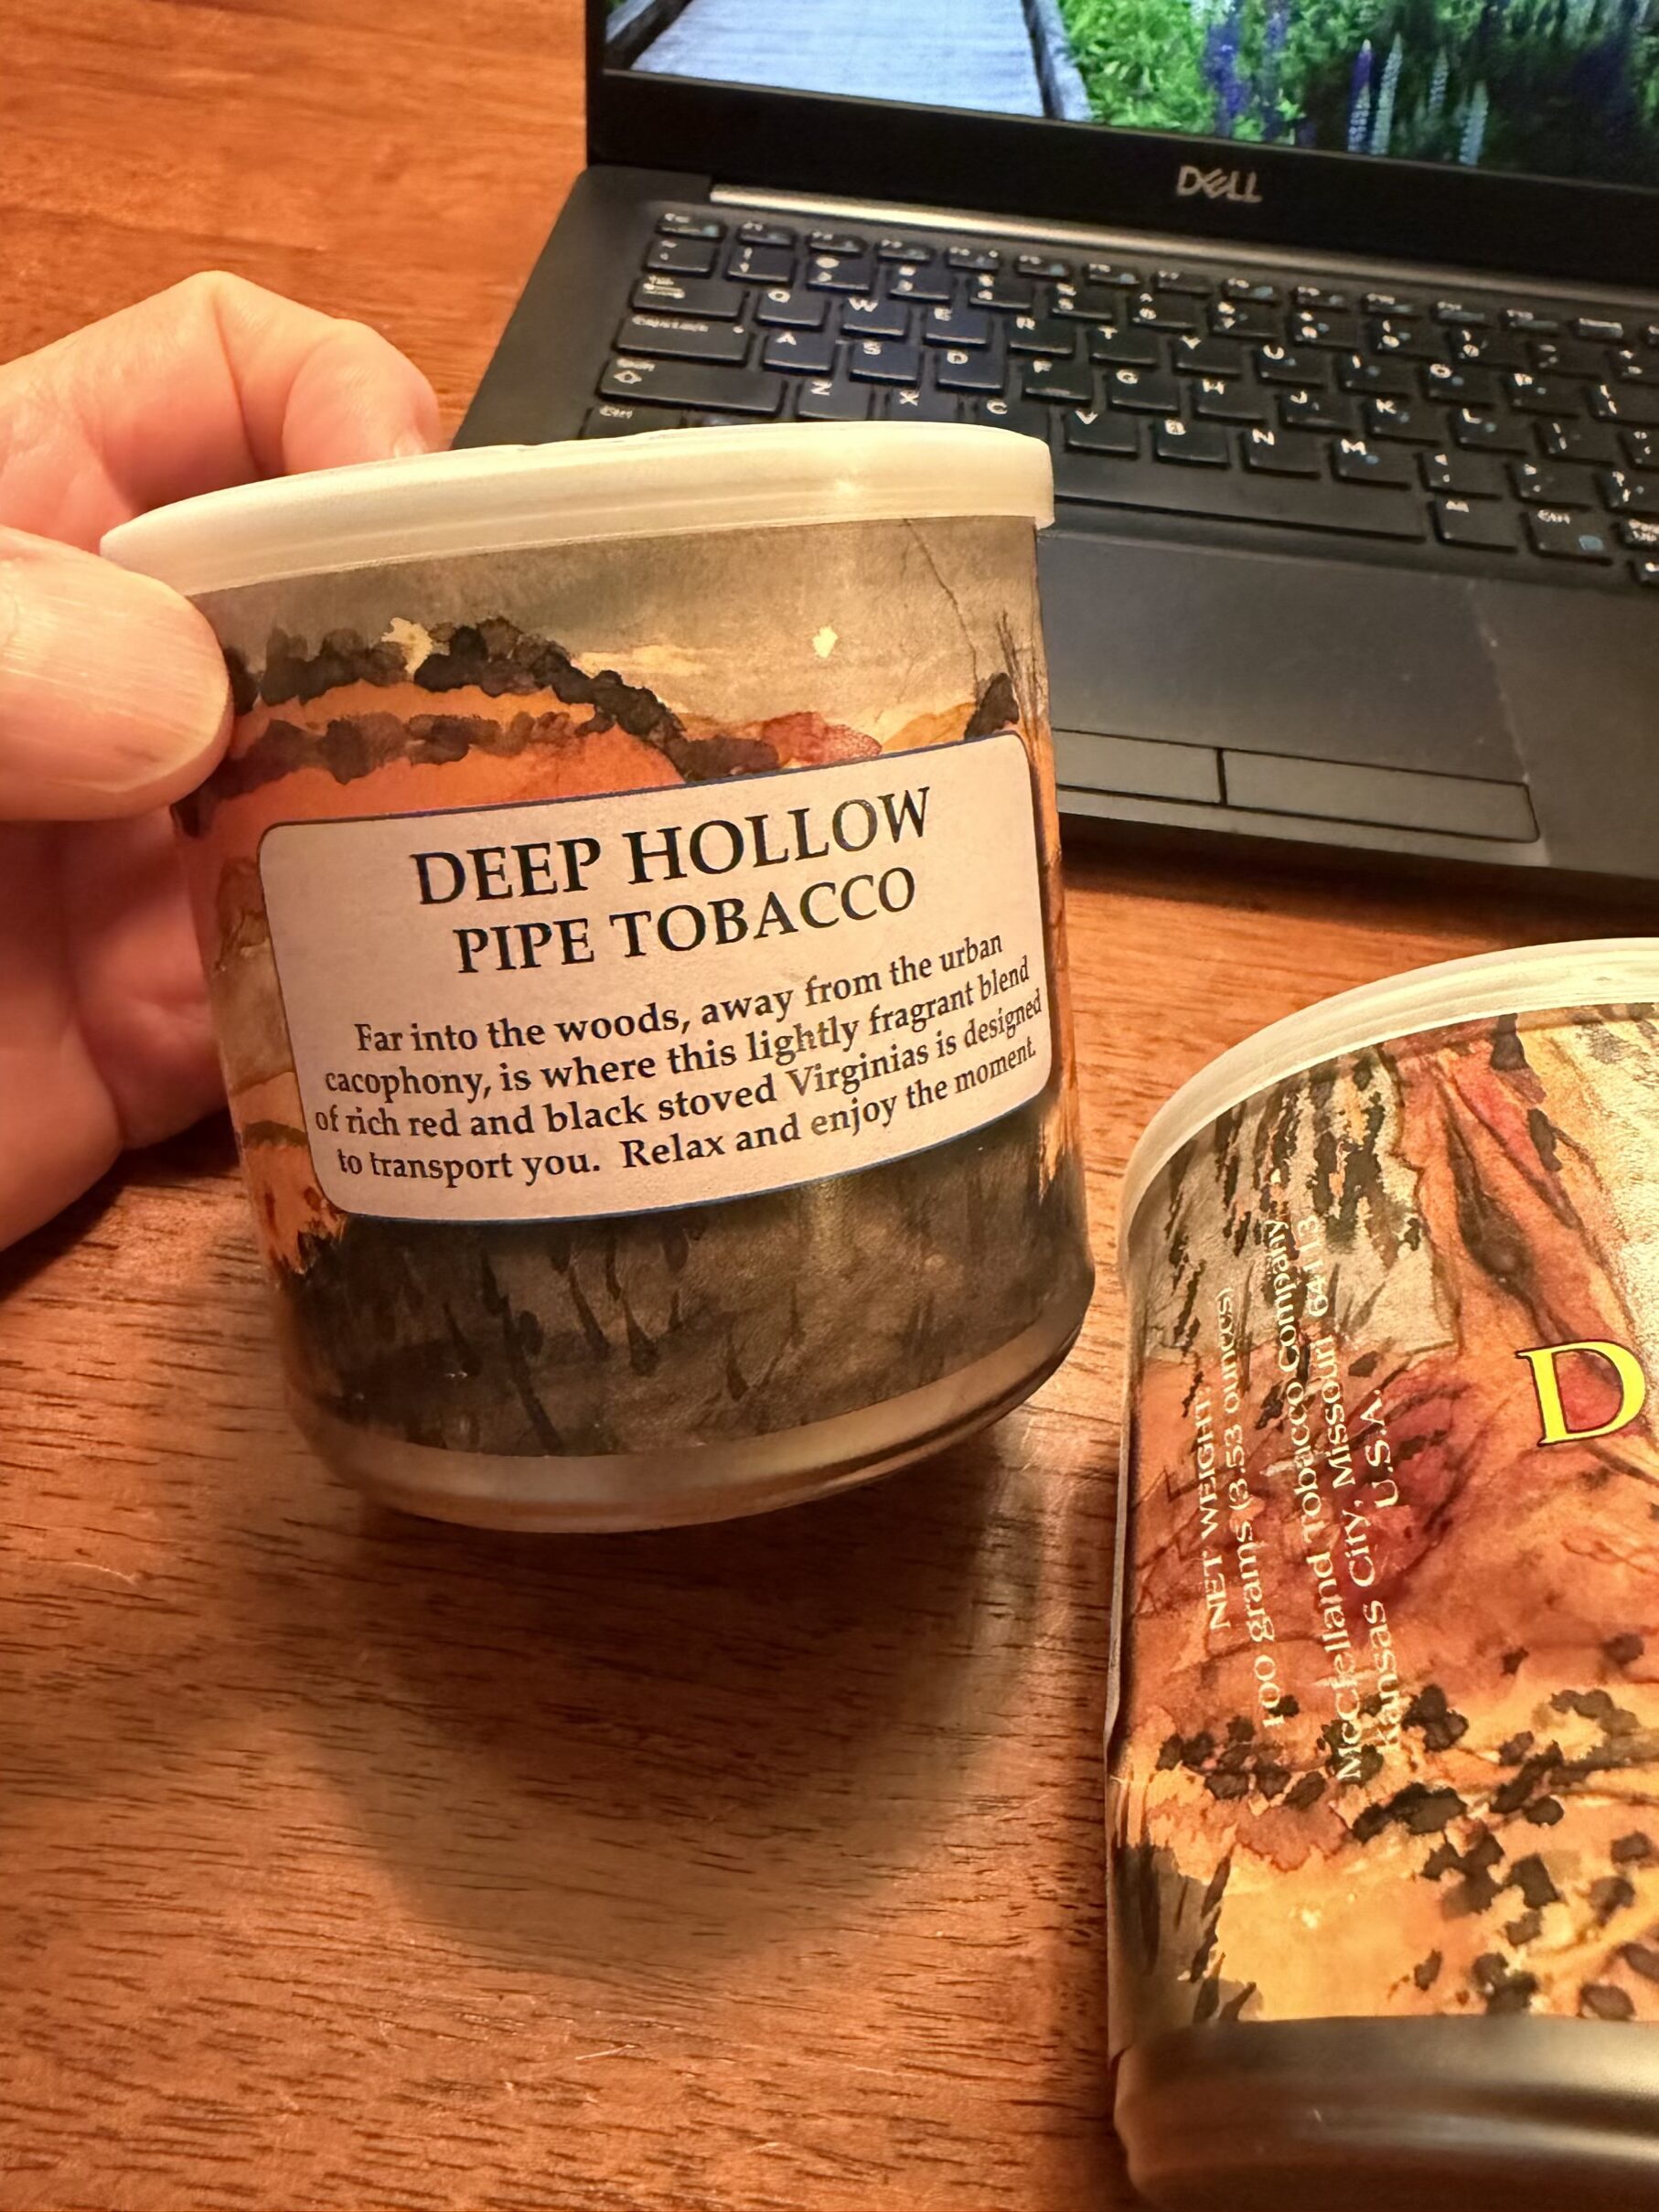 DELL
Q W E R T Y U I O P
A S D F G H J K L
Z X C V B N M
DEEP HOLLOW
PIPE TOBACCO
Far into the woods, away from the urban
cacophony, is where this lightly fragrant blend
of rich red and black stoved Virginias is designed
to transport you. Relax and enjoy the moment.
NET WEIGHT:
100 grams (3.53 ounces)
McClelland Tobacco Company
Kansas City, Missouri 64113
U.S.A.
D